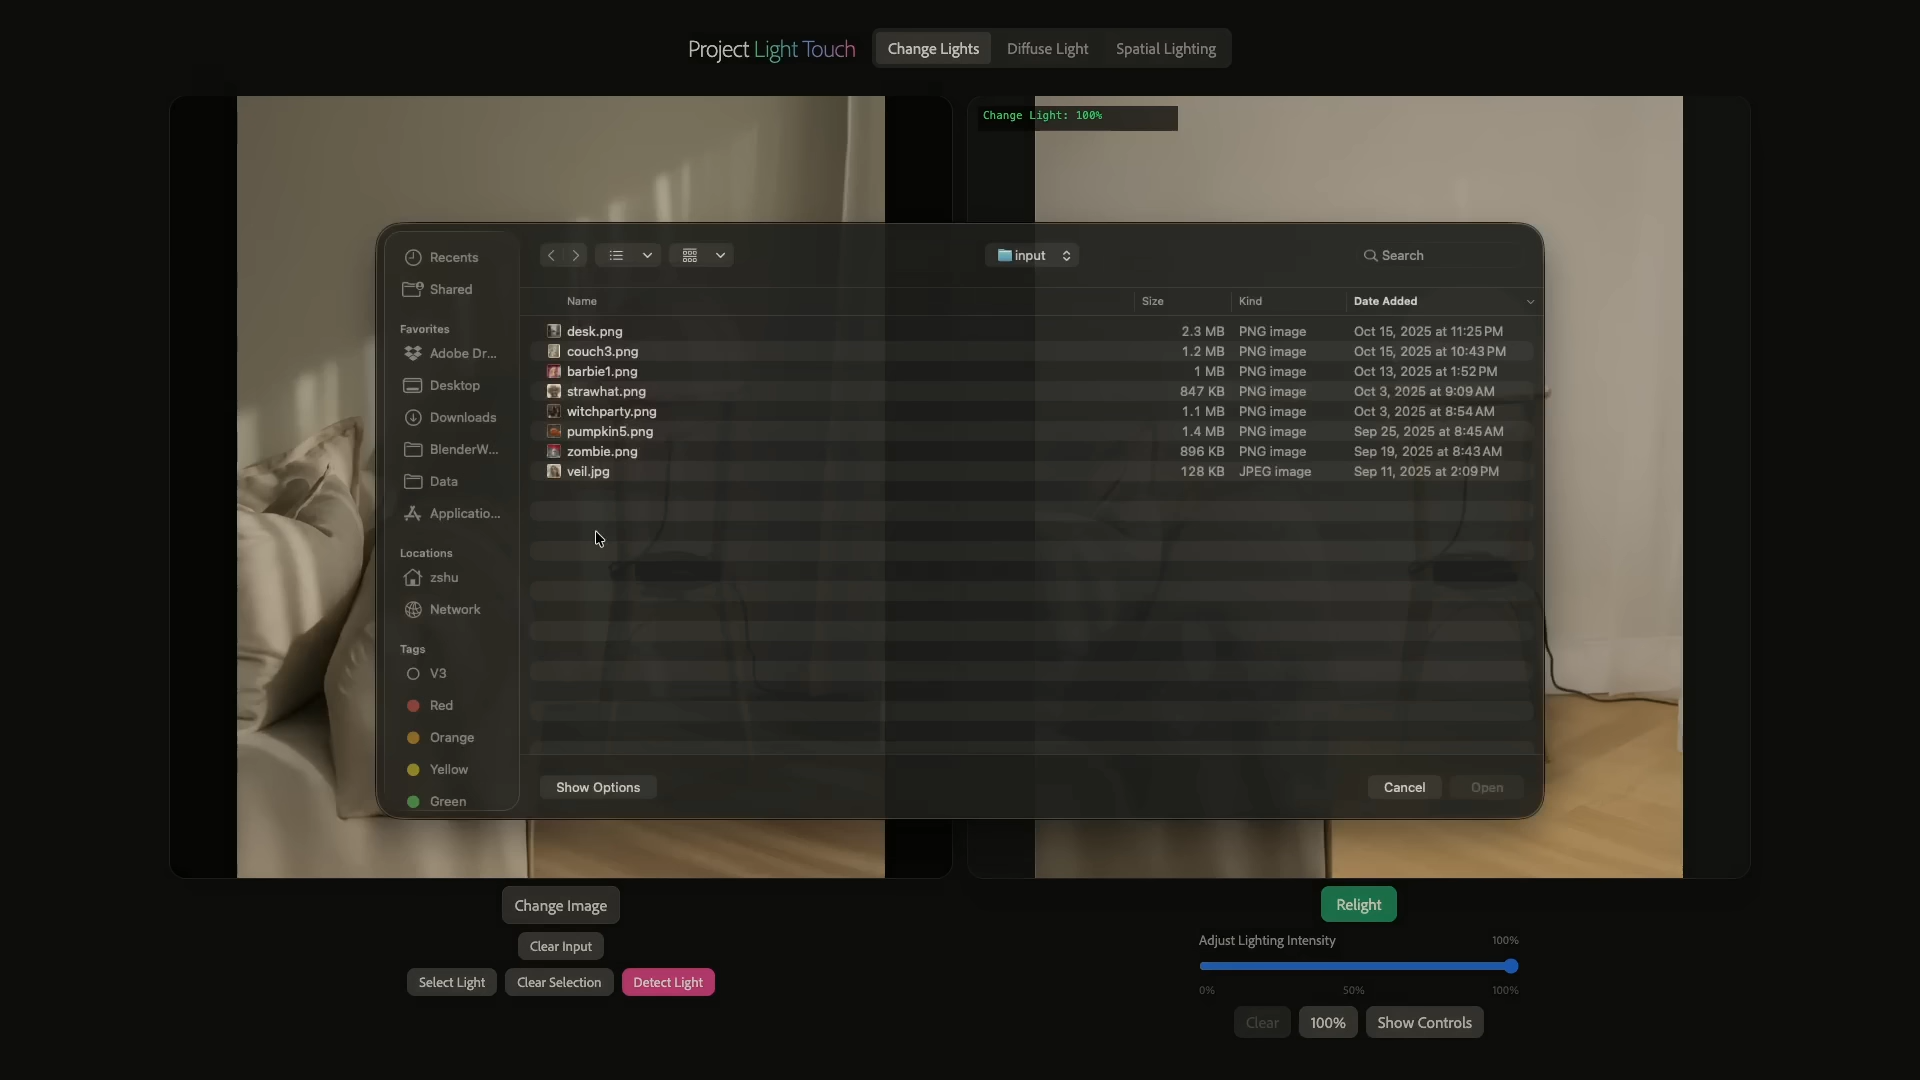 Project Light Touch
Change Lights
Diffuse Light
Spatial Lighting
Change Light: 100%
Recents
Shared
Favorites
Adobe Dr...
Desktop
Downloads
BlenderW...
Data
Applicatio...
Locations
zshu
Network
Tags
V3
Red
Orange
Yellow
Green
input
Search
Name Size Kind Date Added
desk.png 2.3 MB PNG image Oct 15, 2025 at 11:25 PM
couch3.png 1.2 MB PNG image Oct 15, 2025 at 10:43 PM
barbie1.png 1 MB PNG image Oct 13, 2025 at 1:52 PM
strawhat.png 847 KB PNG image Oct 3, 2025 at 9:09 AM
witchparty.png 1.1 MB PNG image Oct 3, 2025 at 8:54 AM
pumpkin5.png 1.4 MB PNG image Sep 25, 2025 at 8:45 AM
zombie.png 896 KB PNG image Sep 19, 2025 at 8:43 AM
veil.jpg 128 KB JPEG image Sep 11, 2025 at 2:09 PM
Show Options
Cancel
Open
Change Image
Clear Input
Select Light
Clear Selection
Detect Light
Relight
Adjust Lighting Intensity 100%
0% 50% 100%
Clear
100%
Show Controls